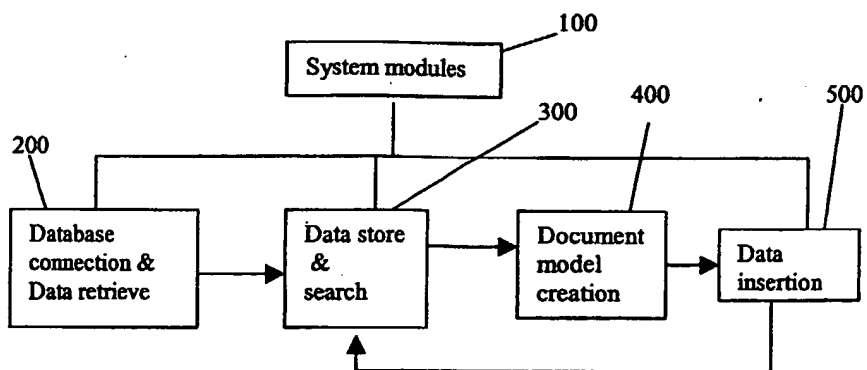 100
System modules
400
500
300
200
Database
connection &
Data retrieve
Data store
&
search
Document
model
creation
Data
insertion